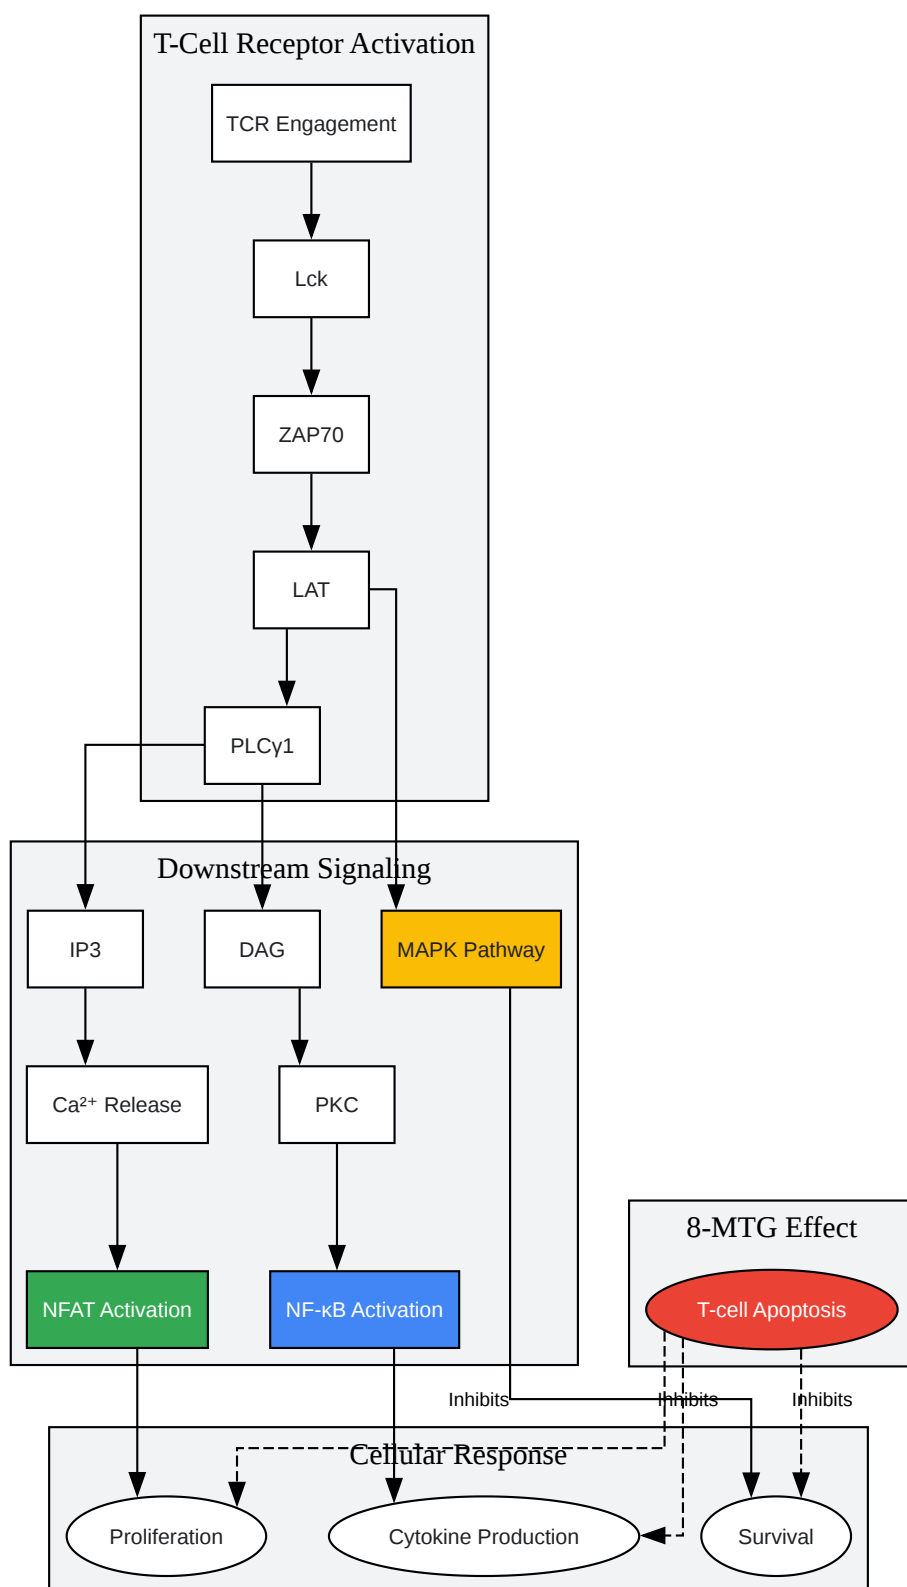 T-Cell Receptor Activation
TCR Engagement
Lck
ZAP70
LAT
PLCγ1
Downstream Signaling
IP3
DAG
MAPK Pathway
Ca²⁺ Release
PKC
8-MTG Effect
NFAT Activation
NF-κB Activation
T-cell Apoptosis
Inhibits
Inhibits
Inhibits
Cellular Response
Proliferation
Cytokine Production
Survival